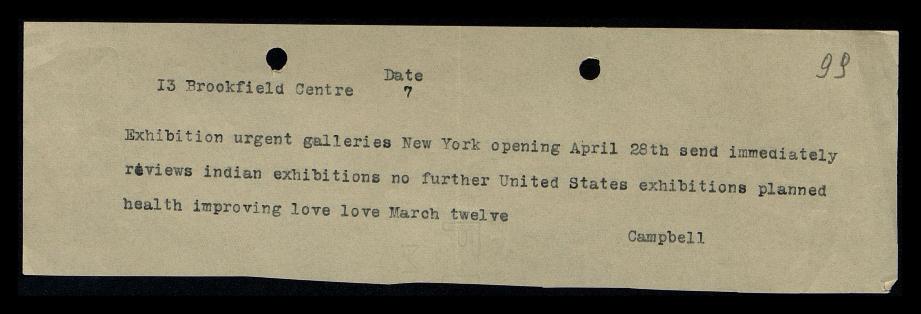 99
Date
I3 Brookfield Centre 7
Exhibition urgent galleries New York opening April 28th send immediately
reviews indian exhibitions no further United States exhibitions planned
health improving love love March twelve
Campbell